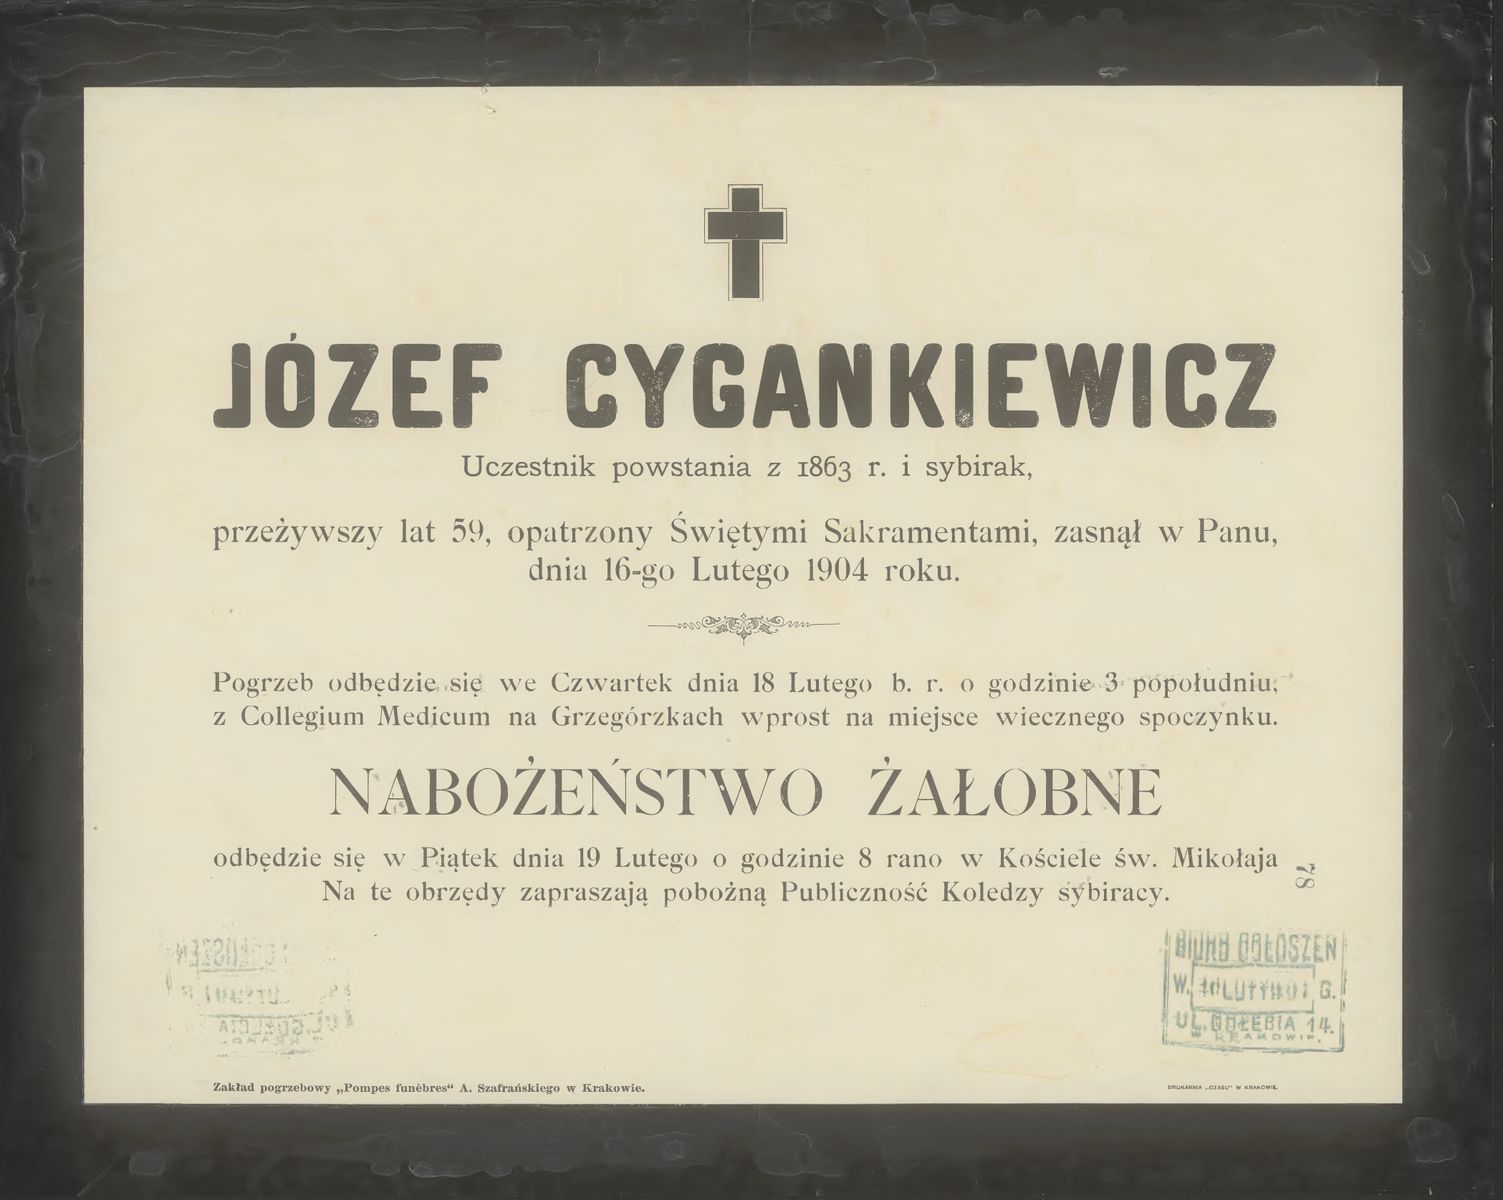 JÓZEF CYGANKIEWICZ
Uczestnik powstania z 1863 r. i sybirak,
przeżywszy lat 59, opatrzony Świętymi Sakramentami, zasnął w Panu,
dnia 16-go Lutego 1904 roku.
Pogrzeb odbędzie się we Czwartek dnia 18 Lutego b. r. o godzinie 3 popołudniu,
z Collegium Medicum na Grzegórzkach wprost na miejsce wiecznego spoczynku.
NABOŻEŃSTWO ŻAŁOBNE
odbędzie się w Piątek dnia 19 Lutego o godzinie 8 rano w Kościele św. Mikołaja
Na te obrzędy zapraszają pobożną Publiczność Koledzy sybiracy.
78
BIURO OGŁOSZEŃ
W. LUTY G.
UL. GOŁĘBIA 14.
W KRAKOWIE.
Zakład pogrzebowy „Pompes funèbres“ A. Szafrańskiego w Krakowie.
DRUKARNIA „CZASU” W KRAKOWIE.